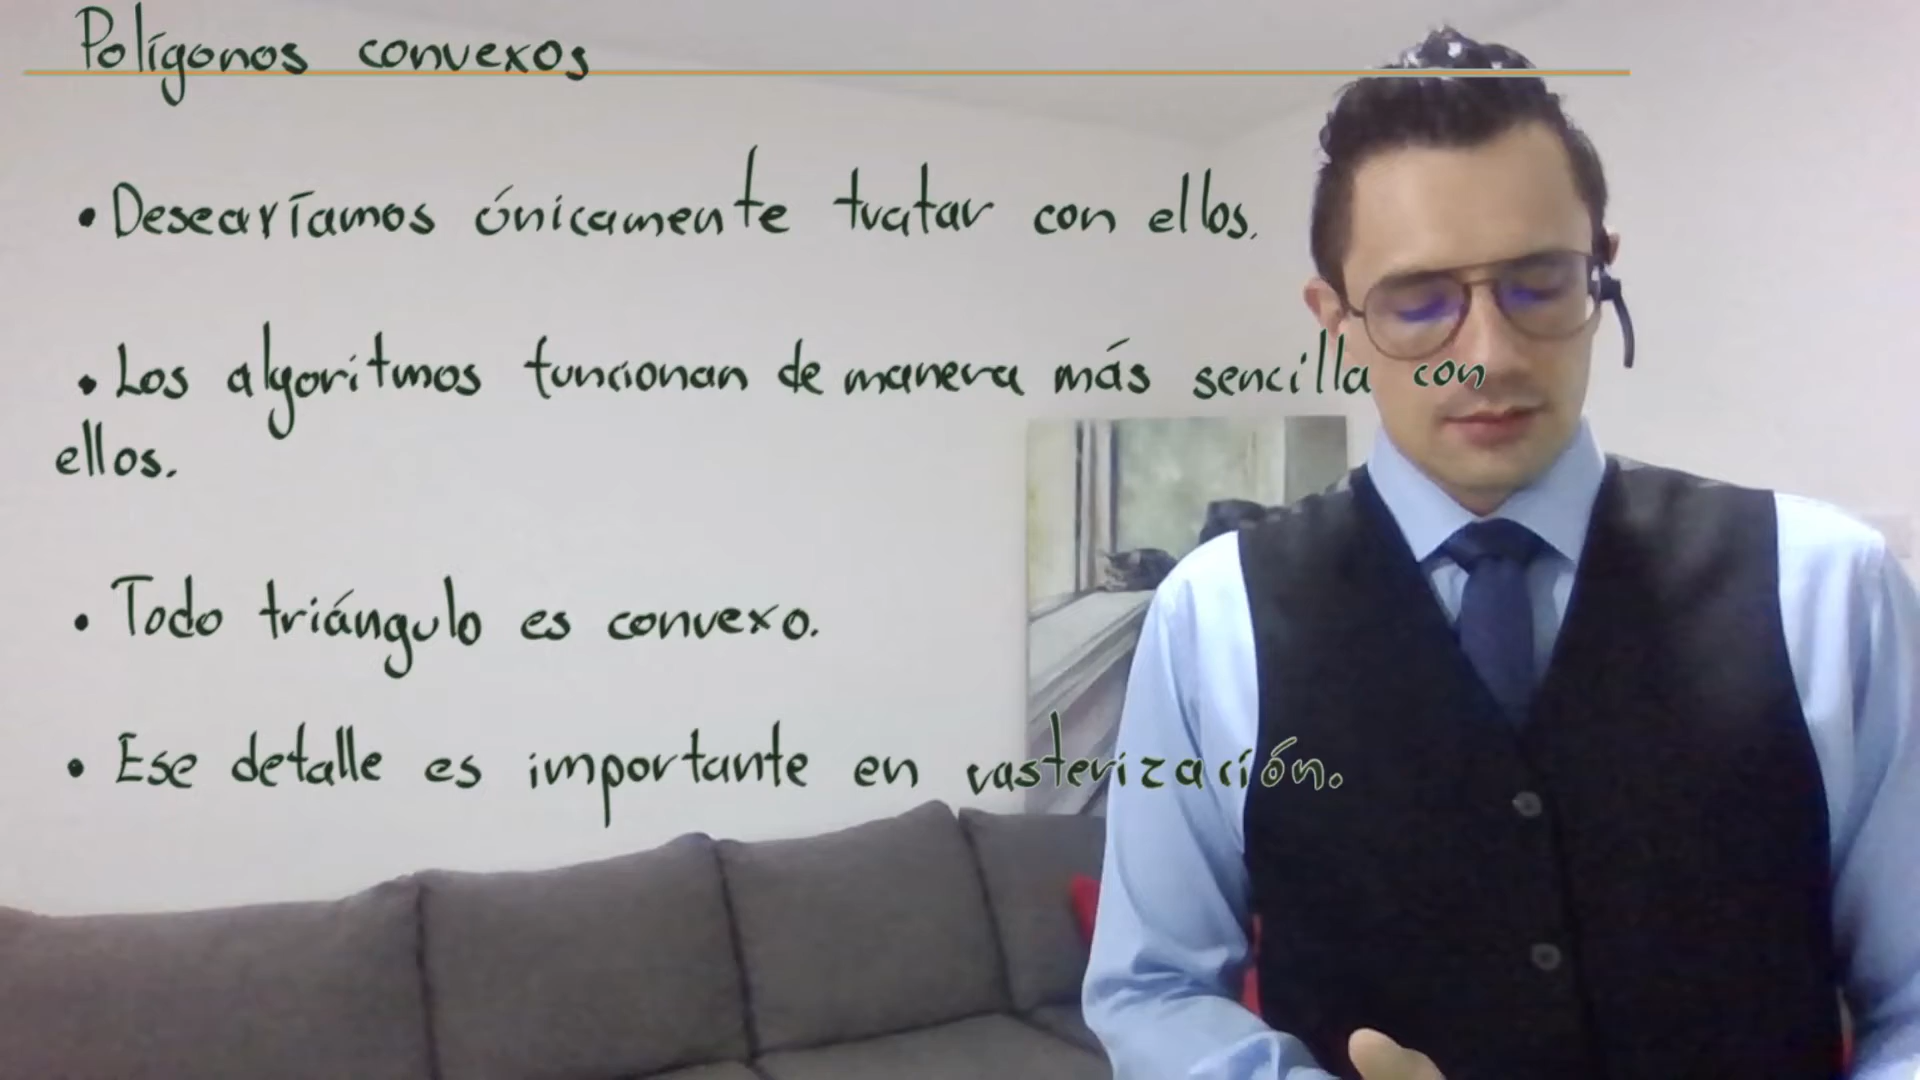 Polígonos convexos
• Desearíamos únicamente tratar con ellos.
• Los algoritmos funcionan de manera más sencilla con
ellos.
• Todo triángulo es convexo.
• Ese detalle es importante en rasterización.